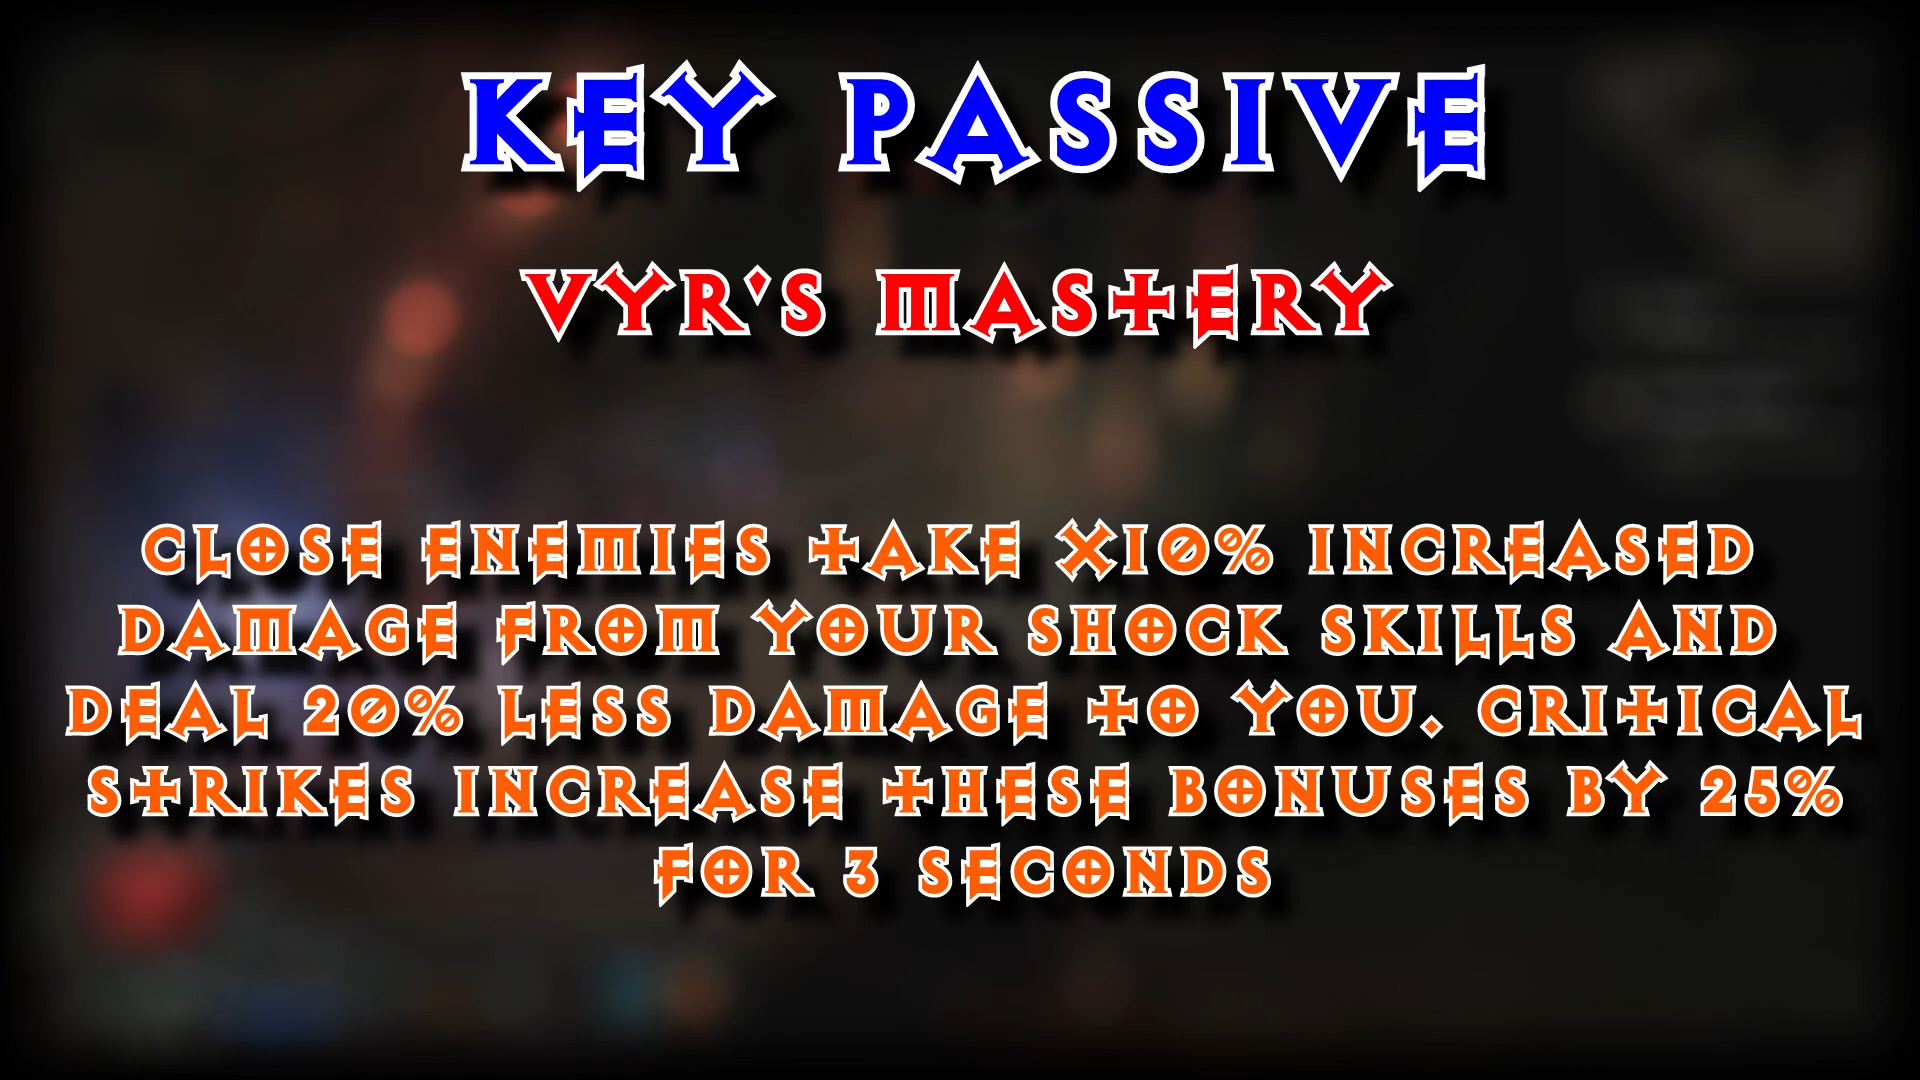 KEY PASSIVE
VYR'S MASTERY
CLOSE ENEMIES TAKE X10% INCREASED
DAMAGE FROM YOUR SHOCK SKILLS AND
DEAL 20% LESS DAMAGE TO YOU. CRITICAL
STRIKES INCREASE THESE BONUSES BY 25%
FOR 3 SECONDS